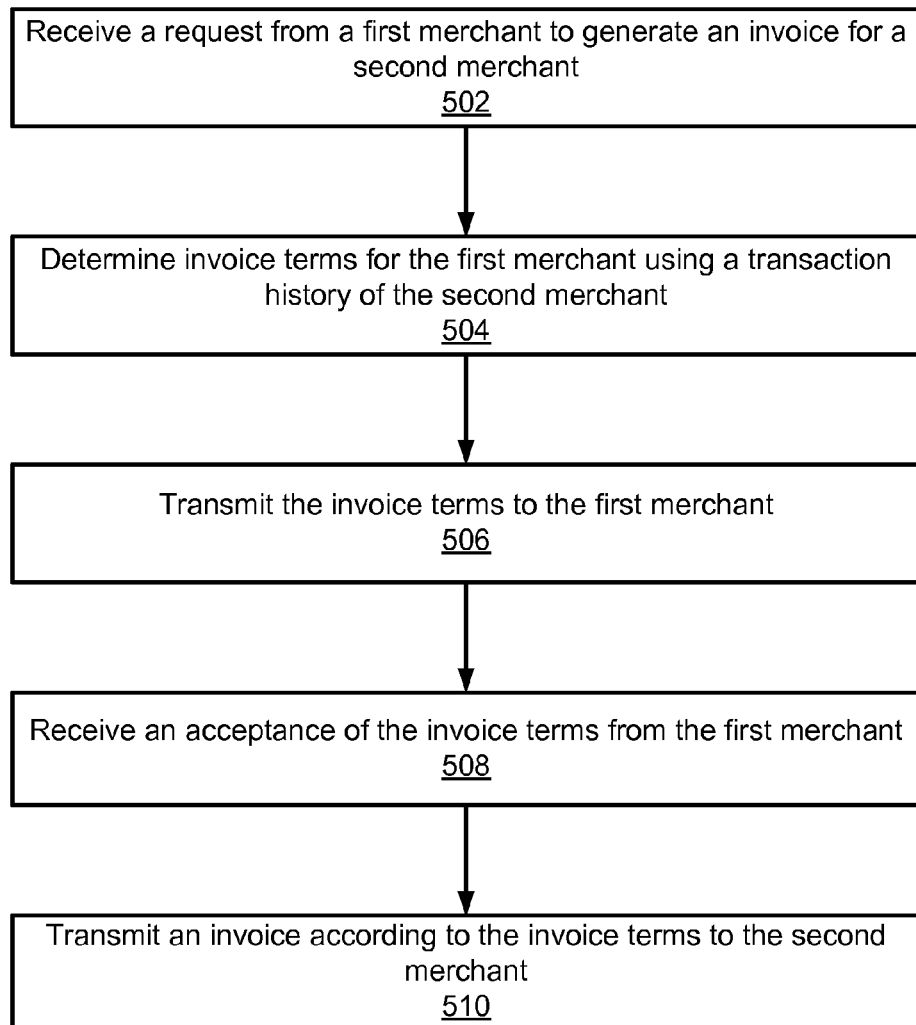 Receive a request from a first merchant to generate an invoice for a
second merchant
502
Determine invoice terms for the first merchant using a transaction
history of the second merchant
504
Transmit the invoice terms to the first merchant
506
Receive an acceptance of the invoice terms from the first merchant
508
Transmit an invoice according to the invoice terms to the second
merchant
510